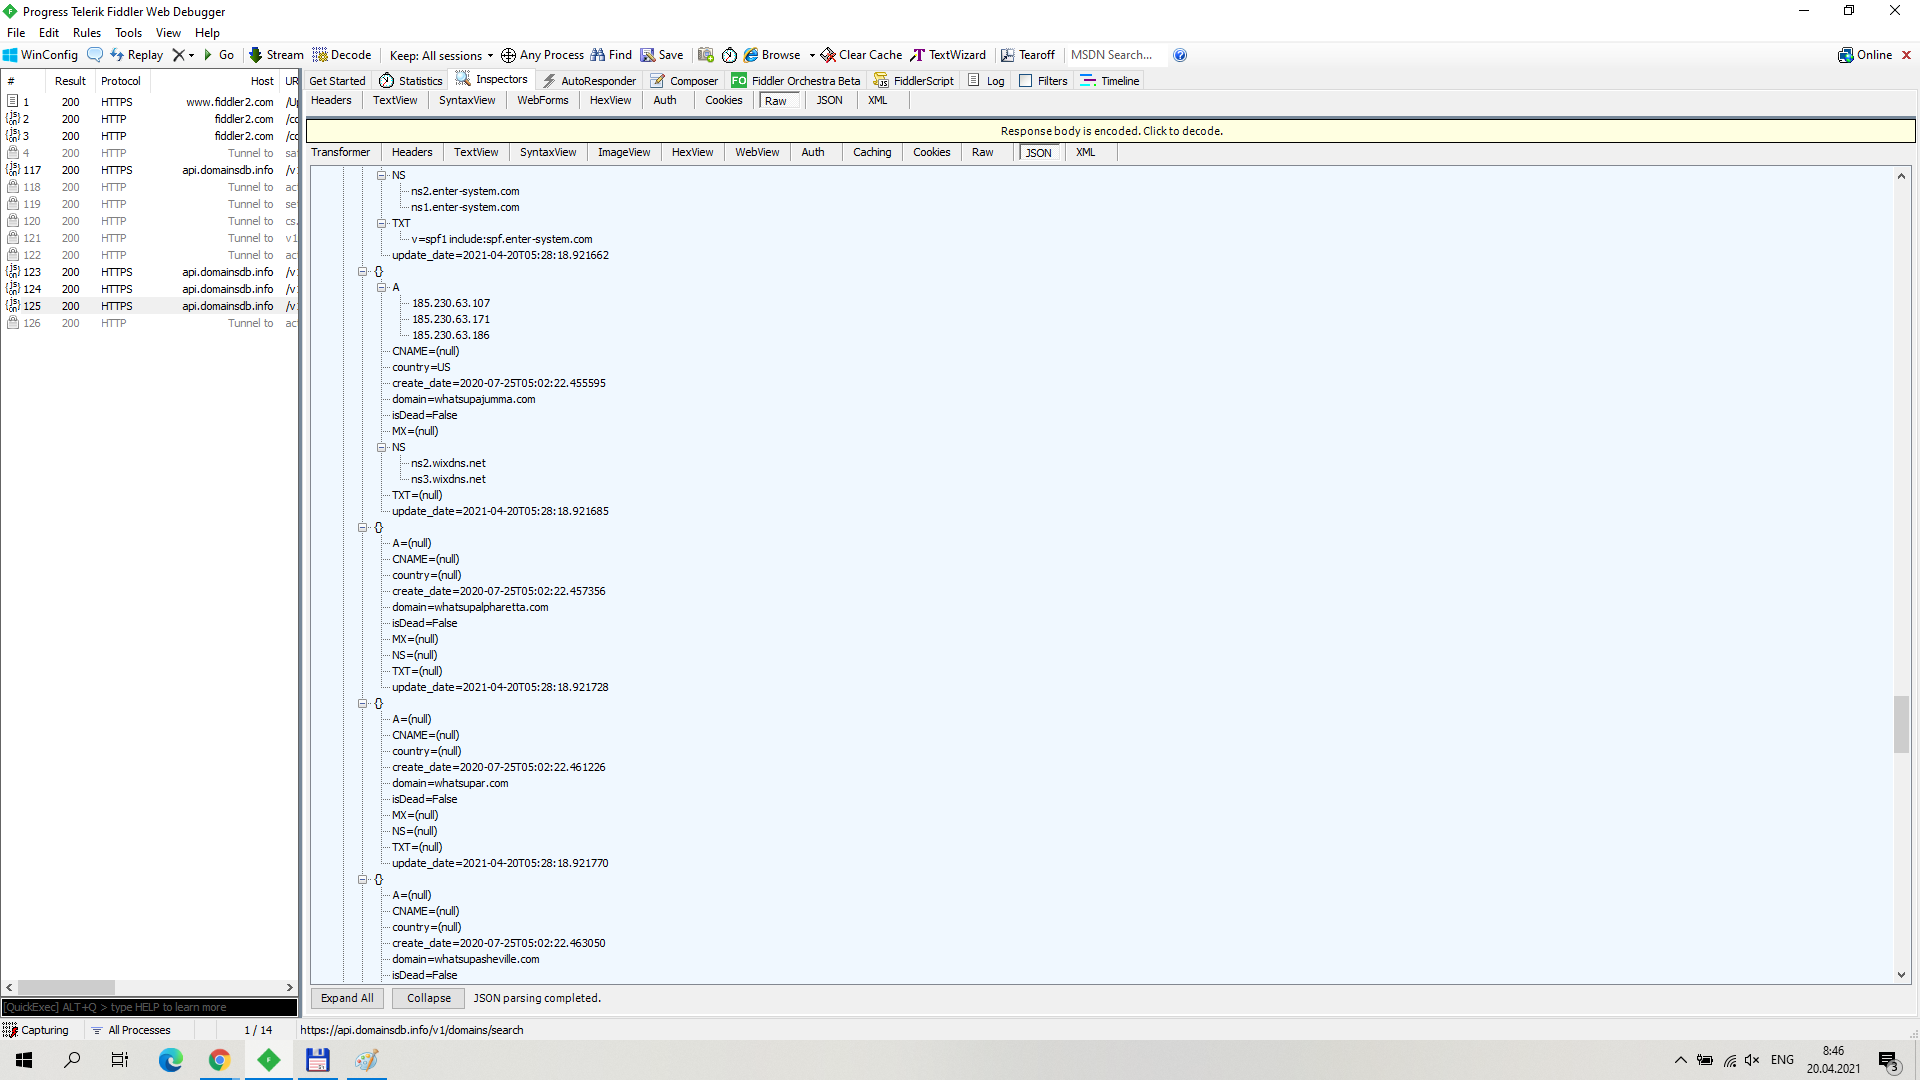 Progress Telerik Fiddler Web Debugger
File Edit Rules Tools View Help
WinConfig Replay Go Stream Decode Keep: All sessions Any Process Find Save Browse Clear Cache TextWizard Tearoff MSDN Search... Online
# Result Protocol Host UR
Get Started Statistics Inspectors AutoResponder Composer FO Fiddler Orchestra Beta FiddlerScript Log Filters Timeline
Headers TextView SyntaxView WebForms HexView Auth Cookies Raw JSON XML
Response body is encoded. Click to decode.
Transformer Headers TextView SyntaxView ImageView HexView WebView Auth Caching Cookies Raw JSON XML
1 200 HTTPS www.fiddler2.com /Up
2 200 HTTP fiddler2.com /co
3 200 HTTP fiddler2.com /co
4 200 HTTP Tunnel to sa
117 200 HTTPS api.domainsdb.info /v1
118 200 HTTP Tunnel to ac
119 200 HTTP Tunnel to se
120 200 HTTP Tunnel to cs.
121 200 HTTP Tunnel to v1
122 200 HTTP Tunnel to ac
123 200 HTTPS api.domainsdb.info /v
124 200 HTTPS api.domainsdb.info /v
125 200 HTTPS api.domainsdb.info /v
126 200 HTTP Tunnel to ac
NS
ns2.enter-system.com
ns1.enter-system.com
TXT
v=spf1 include:spf.enter-system.com
update_date=2021-04-20T05:28:18.921662
{}
A
185.230.63.107
185.230.63.171
185.230.63.186
CNAME=(null)
country=US
create_date=2020-07-25T05:02:22.455595
domain=whatsupajumma.com
isDead=False
MX=(null)
NS
ns2.wixdns.net
ns3.wixdns.net
TXT=(null)
update_date=2021-04-20T05:28:18.921685
{}
A=(null)
CNAME=(null)
country=(null)
create_date=2020-07-25T05:02:22.457356
domain=whatsupalpharetta.com
isDead=False
MX=(null)
NS=(null)
TXT=(null)
update_date=2021-04-20T05:28:18.921728
{}
A=(null)
CNAME=(null)
country=(null)
create_date=2020-07-25T05:02:22.461226
domain=whatsupar.com
isDead=False
MX=(null)
NS=(null)
TXT=(null)
update_date=2021-04-20T05:28:18.921770
{}
A=(null)
CNAME=(null)
country=(null)
create_date=2020-07-25T05:02:22.463050
domain=whatsupasheville.com
isDead=False
Expand All Collapse JSON parsing completed.
[QuickExec] ALT+Q > type HELP to learn more
Capturing All Processes 1 / 14 https://api.domainsdb.info/v1/domains/search
ENG 8:46
20.04.2021
3